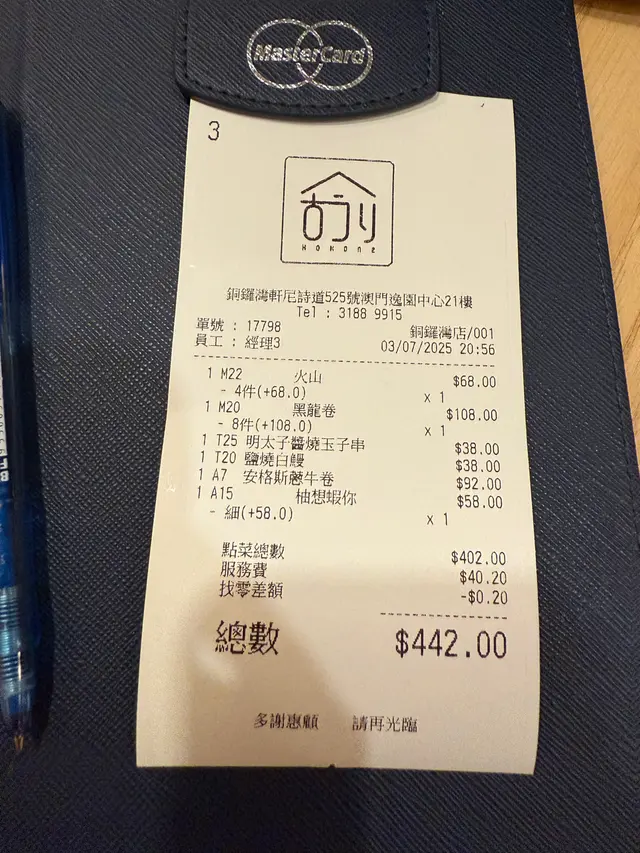 MasterCard
3
HOKONE
銅鑼灣軒尼詩道525號澳門逸園中心21樓
Tel : 3188 9915
單號 : 17798 銅鑼灣店/001
員工 : 經理3 03/07/2025 20:56
1 M22 火山 $68.00
- 4件(+68.0) x 1
1 M20 黑龍卷 $108.00
- 8件(+108.0) x 1
1 T25 明太子醬燒玉子串 $38.00
1 T20 鹽燒白鰻 $38.00
1 A7 安格斯蔥牛卷 $92.00
1 A15 柚想蝦你 $58.00
- 細(+58.0) x 1
點菜總數 $402.00
服務費 $40.20
找零差額 -$0.20
總數 $442.00
多謝惠顧 請再光臨